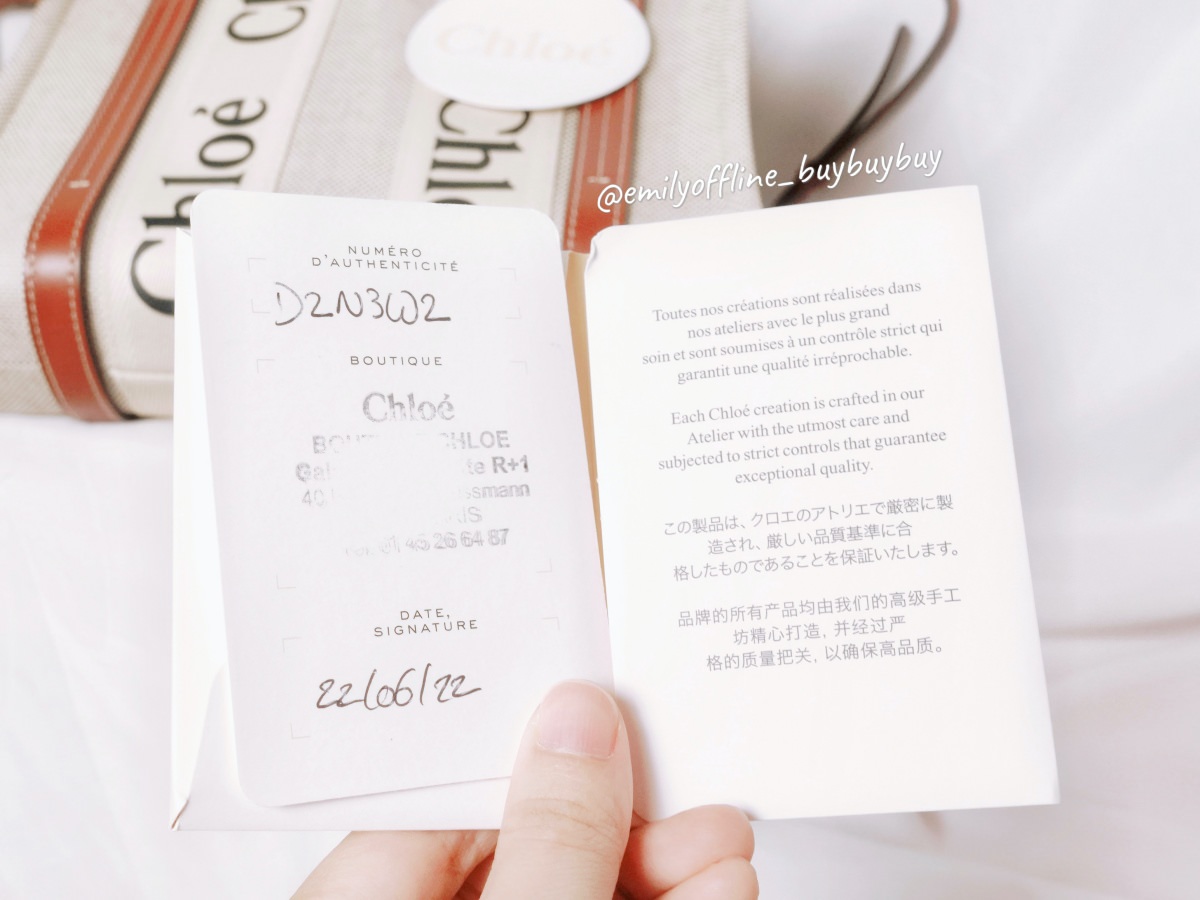 Chloé
Chloé
@emilyoffline_buybuybuy
NUMÉRO
D'AUTHENTICITÉ
D2N3W2
BOUTIQUE
Chloé
CHLOE
R+1
40
45 26 64 87
DATE,
SIGNATURE
22/06/22
Toutes nos créations sont réalisées dans
nos ateliers avec le plus grand
soin et sont soumises à un contrôle strict qui
garantit une qualité irréprochable.
Each Chloé creation is crafted in our
Atelier with the utmost care and
subjected to strict controls that guarantee
exceptional quality.
この製品は、クロエのアトリエで厳密に製
造され、厳しい品質基準に合
格したものであることを保証いたします。
品牌的所有产品均由我们的高级手工
坊精心打造, 并经过严
格的质量把关, 以确保高品质。